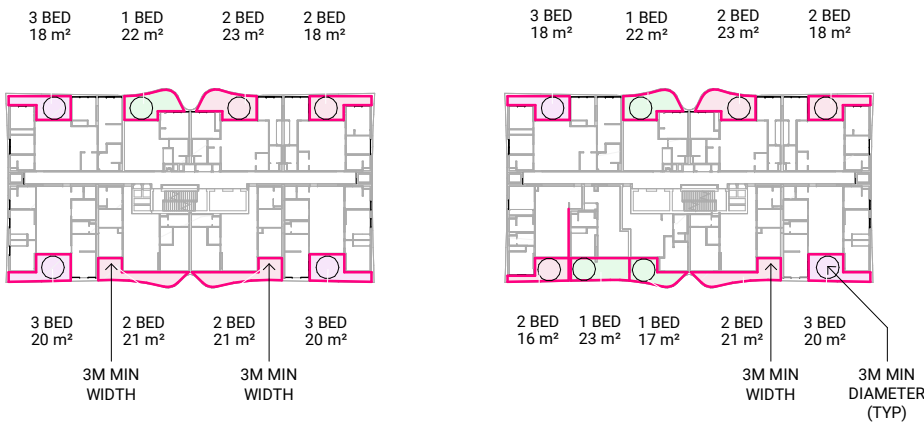 3 BED
18 m²
1 BED
22 m²
2 BED
23 m²
2 BED
18 m²
3 BED
18 m²
1 BED
22 m²
2 BED
23 m²
2 BED
18 m²
3 BED
20 m²
2 BED
21 m²
2 BED
21 m²
3 BED
20 m²
3M MIN
WIDTH
3M MIN
WIDTH
2 BED
16 m²
1 BED
23 m²
1 BED
17 m²
2 BED
21 m²
3 BED
20 m²
3M MIN
WIDTH
3M MIN
DIAMETER
(TYP)